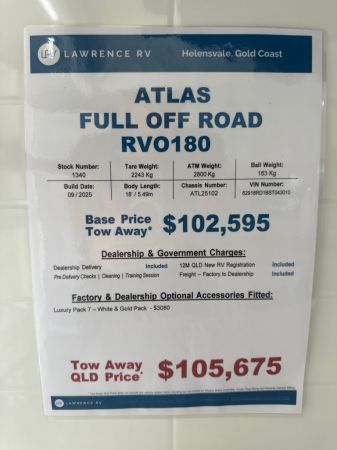 LRV LAWRENCE RV Helensvale, Gold Coast
ATLAS
FULL OFF ROAD
RVO180
Stock Number: Tare Weight: ATM Weight: Ball Weight:
1340 2243 Kg 2800 Kg 163 Kg
Build Date: Body Length: Chassis Number: VIN Number:
09 / 2025 18' / 5.49m ATL25102
Base Price
Tow Away* $102,595
Dealership & Government Charges:
Dealership Delivery Included 12M QLD New RV Registration Included
Pre Delivery Checks | Cleaning | Training Session Freight – Factory to Dealership Included
Factory & Dealership Optional Accessories Fitted:
Luxury Pack 7 – White & Gold Pack - $3080
Tow Away
QLD Price* $105,675
LRV LAWRENCE RV